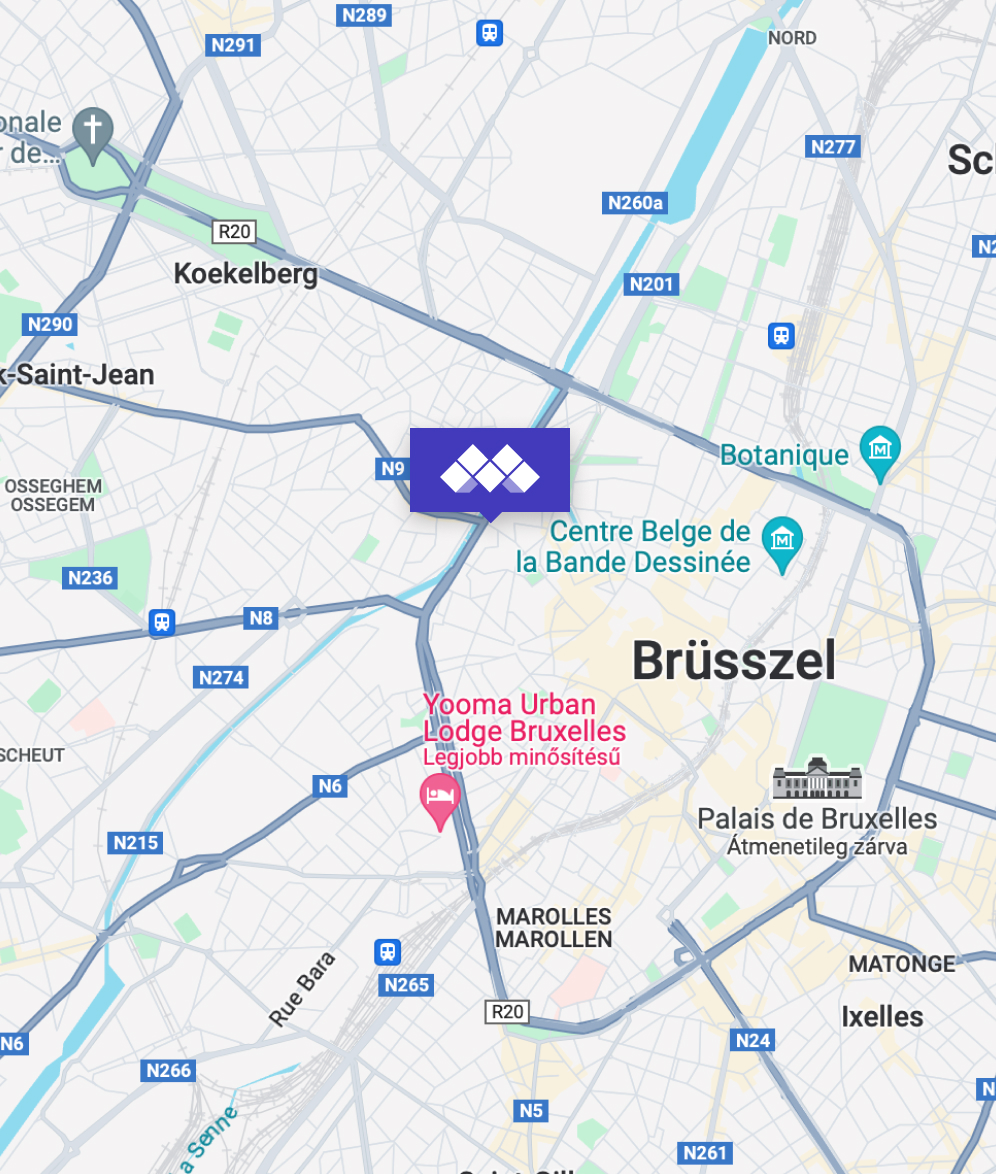 N289
NORD
N291
onale
r de...
N277
Sc
N260a
R20
Koekelberg
N201
N290
k-Saint-Jean
Botanique
N9
OSSEGHEM
OSSEGEM
Centre Belge de
la Bande Dessinée
N236
N8
Brüsszel
N274
Yooma Urban
Lodge Bruxelles
Legjobb minősítésű
SCHEUT
N6
Palais de Bruxelles
Átmenetileg zárva
N215
MAROLLES
MAROLLEN
MATONGE
Rue Bara
N265
R20
Ixelles
N6
N24
N266
N5
a Senne
N261